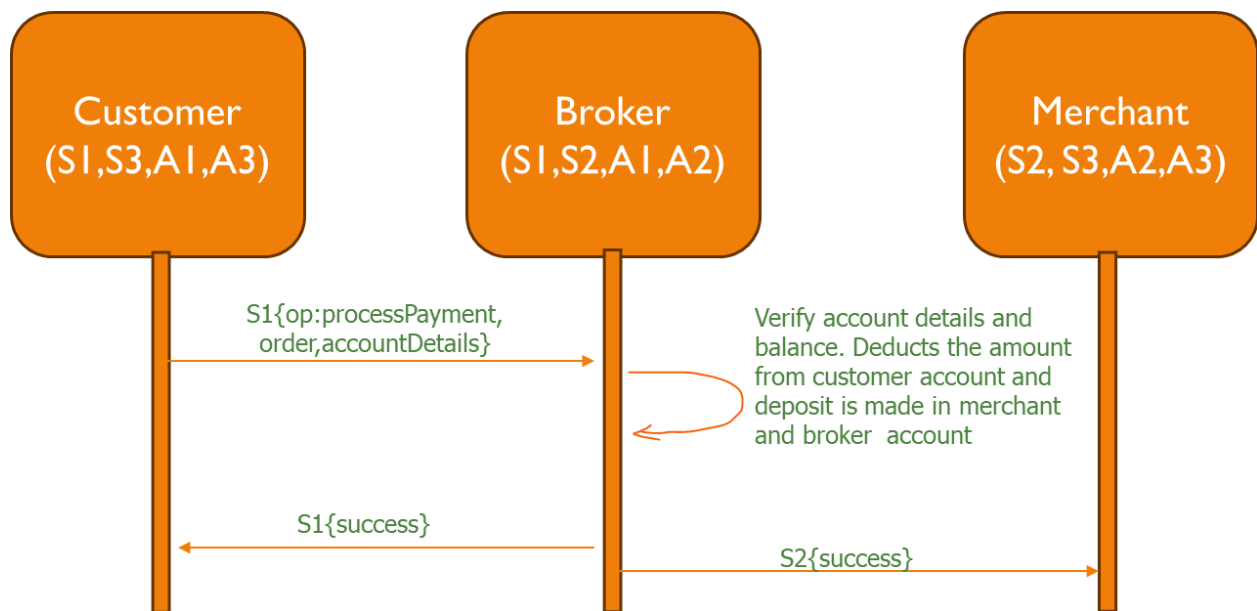 Customer
(S1,S3,A1,A3)
Broker
(S1,S2,A1,A2)
Merchant
(S2, S3,A2,A3)
S1{op:processPayment,
order,accountDetails}
Verify account details and
balance. Deducts the amount
from customer account and
deposit is made in merchant
and broker  account
S1{success}
S2{success}